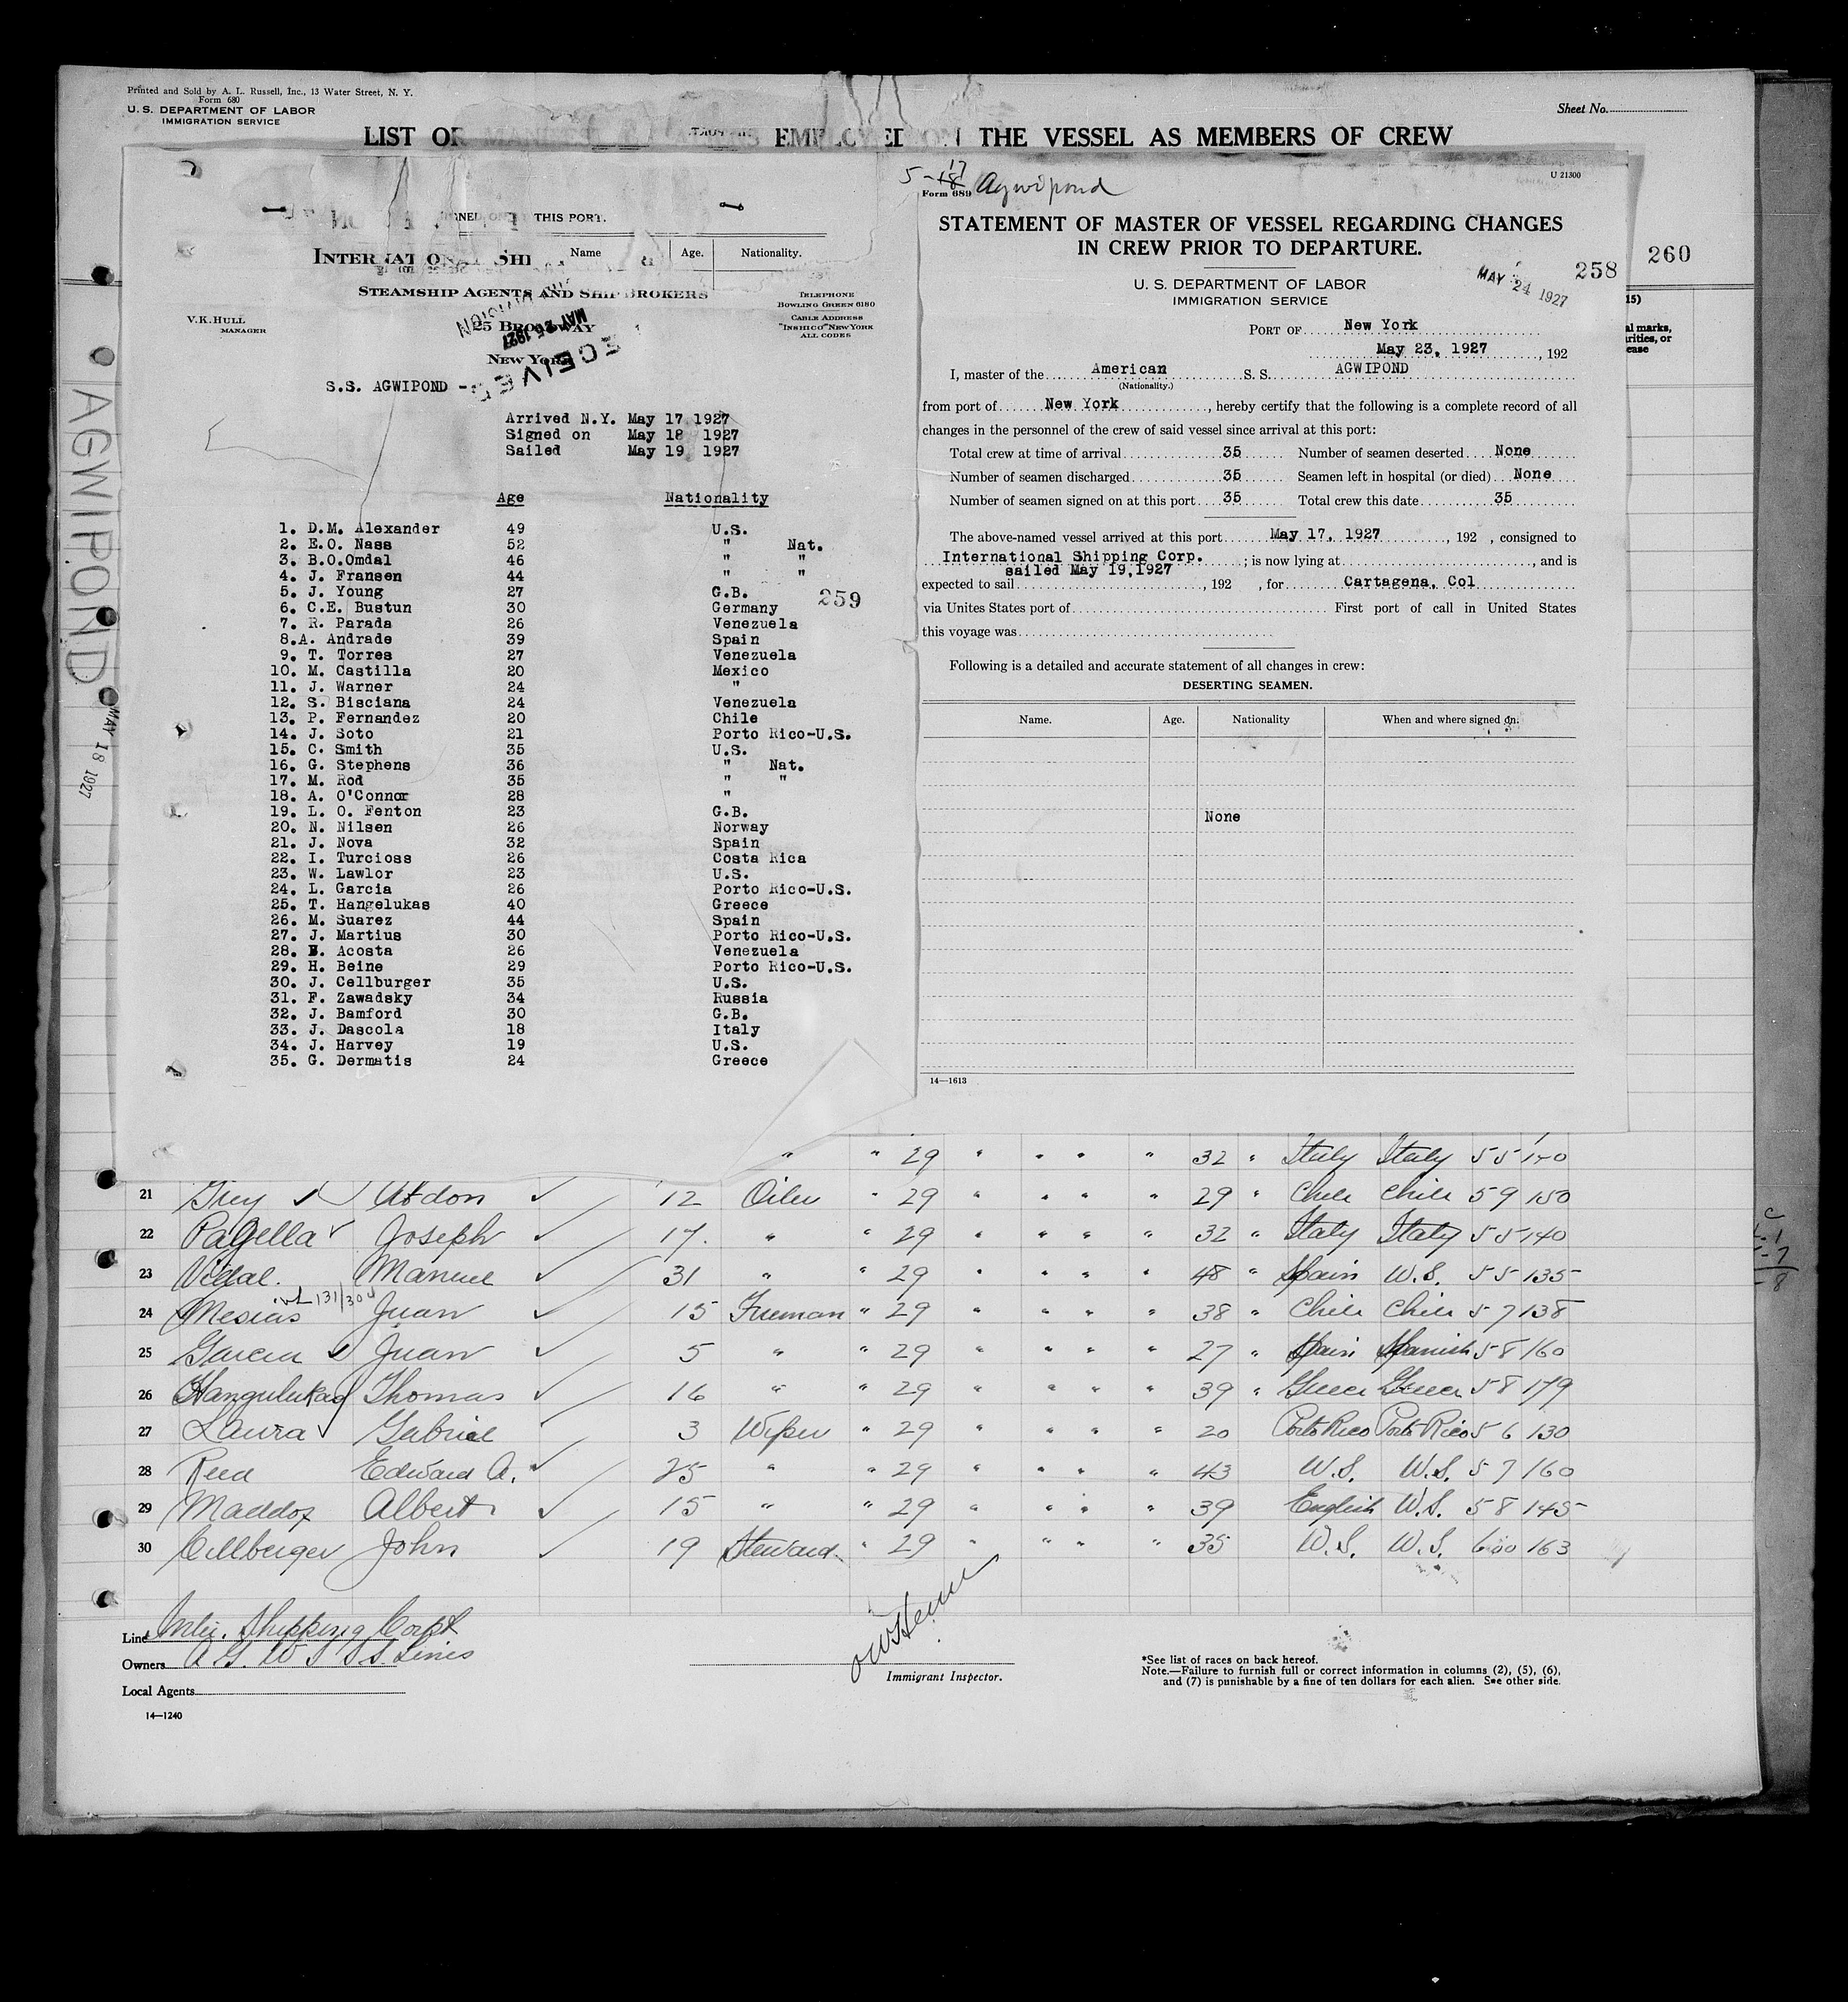 Printed and Sold by A. L. Russell, Inc., 13 Water Street, N. Y.
Form 680
U. S. DEPARTMENT OF LABOR
IMMIGRATION SERVICE
Sheet No.
LIST OF EMPLOYED ON THE VESSEL AS MEMBERS OF CREW
AGWIPOND
MAY 18 1927
THIS PORT.
Name Age. Nationality.
INTERNATIONAL SHI
STEAMSHIP AGENTS AND SHIP BROKERS
V. K. HULL
MANAGER
25 BROADWAY
NEW YORK
TELEPHONE
BOWLING GREEN 6180
CABLE ADDRESS
"INSHICO" NEW YORK
ALL CODES
MAY 26 1927
S.S. AGWIPOND -
Arrived N.Y. May 17 1927
Signed on May 18 1927
Sailed May 19 1927
Age Nationality
1. D.M. Alexander 49 U.S.
2. E.O. Nass 52 " Nat.
3. B.O.Omdal 46 " "
4. J. Fransen 44 " "
5. J. Young 27 G.B.
259
6. C.E. Bustun 30 Germany
7. R. Parada 26 Venezuela
8.A. Andrade 39 Spain
9. T. Torres 27 Venezuela
10. M. Castilla 20 Mexico
11. J. Warner 24 "
12. S. Bisciana 24 Venezuela
13. P. Fernandez 20 Chile
14. J. Soto 21 Porto Rico-U.S.
15. C. Smith 35 U.S.
16. G. Stephens 36 " Nat.
17. M. Rod 35 " "
18. A. O'Connor 28 "
19. L. O. Fenton 23 G.B.
20. N. Nilsen 26 Norway
21. J. Nova 32 Spain
22. I. Turcioss 26 Costa Rica
23. W. Lawlor 23 U.S.
24. L. Garcia 26 Porto Rico-U.S.
25. T. Hangelukas 40 Greece
26. M. Suarez 44 Spain
27. J. Martius 30 Porto Rico-U.S.
28. B. Acosta 26 Venezuela
29. H. Beine 29 Porto Rico-U.S.
30. J. Cellburger 35 U.S.
31. F. Zawadsky 34 Russia
32. J. Bamford 30 G.B.
33. J. Dascola 18 Italy
34. J. Harvey 19 U.S.
35. G. Dermatis 24 Greece
5-18 17 Agwipond
Form 689
U 21300
STATEMENT OF MASTER OF VESSEL REGARDING CHANGES
IN CREW PRIOR TO DEPARTURE.
258
260
MAY 24 1927
U. S. DEPARTMENT OF LABOR
IMMIGRATION SERVICE
PORT OF New York
May 23, 1927, 192
I, master of the American S. S. AGWIPOND
(Nationality.)
from port of New York, hereby certify that the following is a complete record of all
changes in the personnel of the crew of said vessel since arrival at this port:
Total crew at time of arrival 35 Number of seamen deserted None
Number of seamen discharged 35 Seamen left in hospital (or died) None
Number of seamen signed on at this port 35 Total crew this date 35
The above-named vessel arrived at this port May 17, 1927, 192 , consigned to
International Shipping Corp. ; is now lying at , and is
sailed May 19,1927
expected to sail , 192 , for Cartagena, Col
via Unites States port of First port of call in United States
this voyage was
Following is a detailed and accurate statement of all changes in crew:
DESERTING SEAMEN.
Name. Age. Nationality When and where signed on.
None
14—1613
15)
al marks,
rities, or
ease
" " 29 " " " " 32 " Italy Italy 5 5 140
21 Grey Abdon 12 Oiler " 29 " " " " 29 " Chile Chile 5 9 150
22 Pagella Joseph 17. " " 29 " " " " 32 " Italy Italy 5 5 140
23 Vidal. Manuel 31 " " 29 " " " " 48 " Spain U.S. 5 5 135
24 Mesias Juan 15 Fireman " 29 " " " " 38 " Chile Chile 5 7 138
25 Garcia Juan 5 " " 29 " " " " 27 " Spain Spanish 5 8 160
26 Hangulukas Thomas 16 " " 29 " " " " 39 " Greece Greece 5 8 179
27 Laura Gabriel 3 Wiper " 29 " " " " 20 Porto Rico Porto Rico 5 6 130
28 Reed Edward A. 25 " " 29 " " " " 43 U.S. U.S. 5 7 160
29 Maddox Albert 15 " " 29 " " " " 39 English U.S. 5 8 145
30 Cellberger John 19 Steward " 29 " " " " 35 U.S. U.S. 6 00 163
Line Inter. Shipping Corp
Owners A. G. W. I. S.S. Lines
Local Agents
Immigrant Inspector.
14—1240
*See list of races on back hereof.
Note.—Failure to furnish full or correct information in columns (2), (5), (6),
and (7) is punishable by a fine of ten dollars for each alien. See other side.